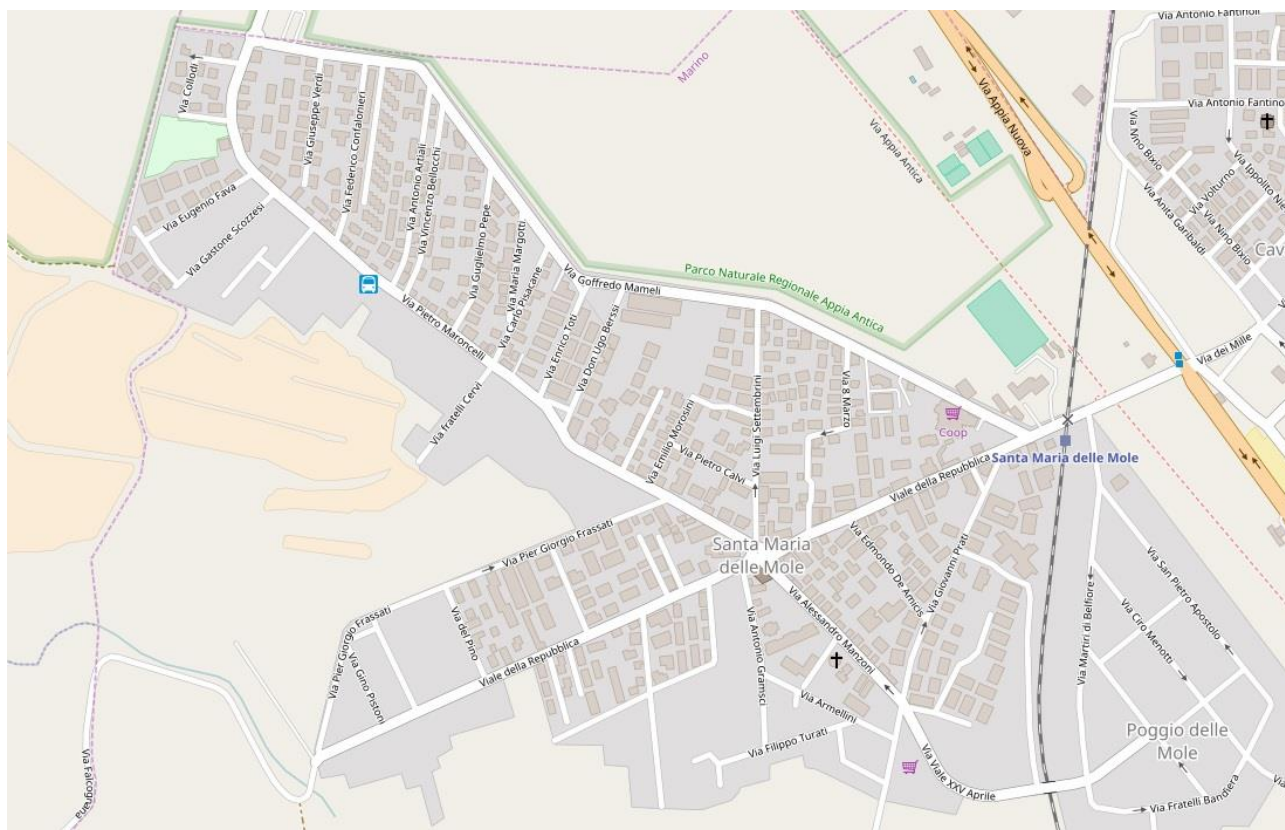 Via Antonio Fantinoli
Marino
Via Appia Nuova
Via Collodi
Via Giuseppe Verdi
Via Federico Confalonieri
Via Antonio Artiali
Via Vincenzo Bellocchi
Via Appia Antica
Via Antonio Fantino
Via Nino Bixio
Via Ippolito Nie
Via Volturno
Via Anita Garibaldi
Via Nino Bixio
Cav
Via Eugenio Fava
Via Gastone Scozzesi
Via Guglielmo Pepe
Via Maria Margotti
Via Carlo Pisacane
Via Goffredo Mameli
Parco Naturale Regionale Appia Antica
Via Pietro Maroncelli
Via Enrico Toti
Via Don Ugo Berssi
Via dei Mille
Via fratelli Cervi
Via Luigi Settembrini
Via 8 Marzo
Coop
Via Emilio Morosini
Via Pietro Calvi
Viale della Repubblica
Santa Maria delle Mole
Via Pier Giorgio Frassati
Santa Maria
delle Mole
Via Edmondo De Amicis
Via Giovanni Prati
Via San Pietro Apostolo
Via Ciro Menotti
Via Martiri di Belfiore
Via Pier Giorgio Frassati
Via del Pino
Via Gino Pistoni
Viale della Repubblica
Via Alessandro Manzoni
Via Antonio Gramsci
Via Armellini
Via Filippo Turati
Via Viale XXV Aprile
Poggio delle
Mole
Via Fratelli Bandiera
Via Falcognana